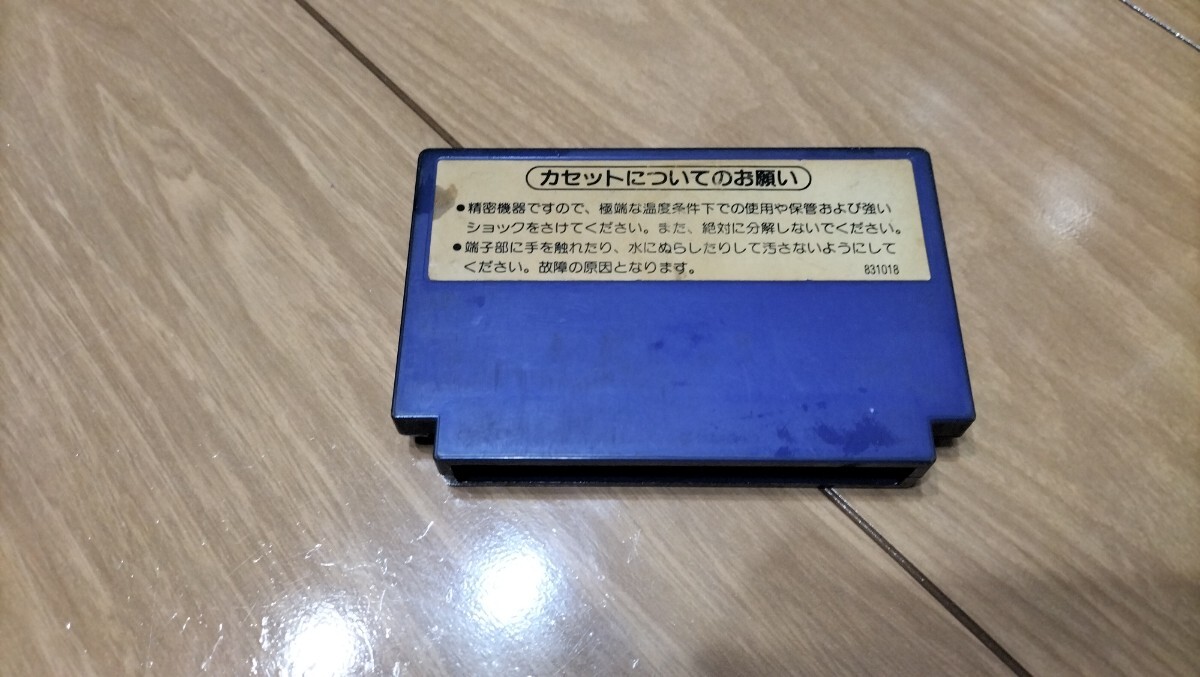 カセットについてのお願い
●精密機器ですので、極端な温度条件下での使用や保管および強い
ショックをさけてください。また、絶対に分解しないでください。
●端子部に手を触れたり、水にぬらしたりして汚さないようにして
ください。故障の原因となります。
831018